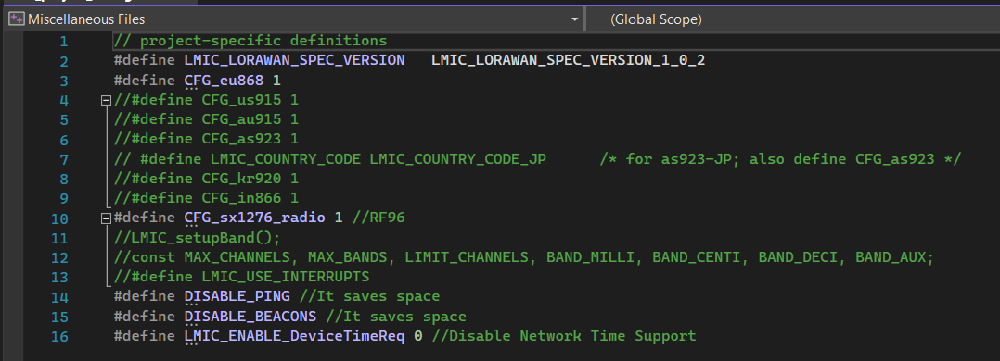 Miscellaneous Files (Global Scope)
1 // project-specific definitions
2 #define LMIC_LORAWAN_SPEC_VERSION   LMIC_LORAWAN_SPEC_VERSION_1_0_2
3 #define CFG_eu868 1
4 //#define CFG_us915 1
5 //#define CFG_au915 1
6 //#define CFG_as923 1
7 // #define LMIC_COUNTRY_CODE LMIC_COUNTRY_CODE_JP      /* for as923-JP; also define CFG_as923 */
8 //#define CFG_kr920 1
9 //#define CFG_in866 1
10 #define CFG_sx1276_radio 1 //RF96
11 //LMIC_setupBand();
12 //const MAX_CHANNELS, MAX_BANDS, LIMIT_CHANNELS, BAND_MILLI, BAND_CENTI, BAND_DECI, BAND_AUX;
13 //#define LMIC_USE_INTERRUPTS
14 #define DISABLE_PING //It saves space
15 #define DISABLE_BEACONS //It saves space
16 #define LMIC_ENABLE_DeviceTimeReq 0 //Disable Network Time Support